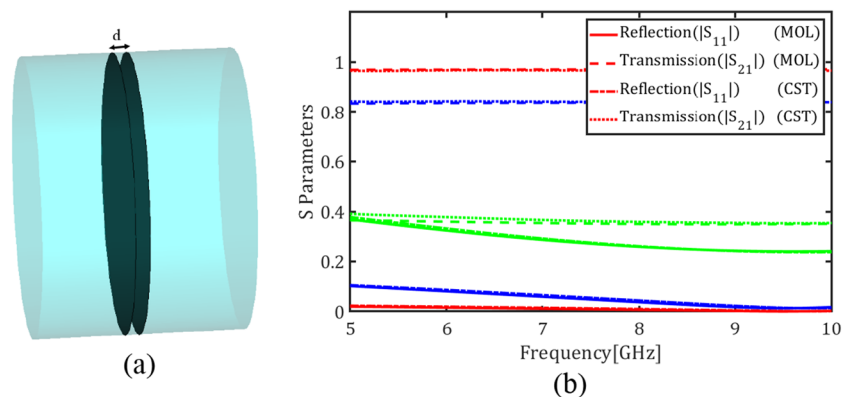 d
(a)
S Parameters
1
0.8
0.6
0.4
0.2
0
5
6
7
8
9
10
Frequency[GHz]
Reflection(|S11|) (MOL)
Transmission(|S21|) (MOL)
Reflection(|S11|) (CST)
Transmission(|S21|) (CST)
(b)